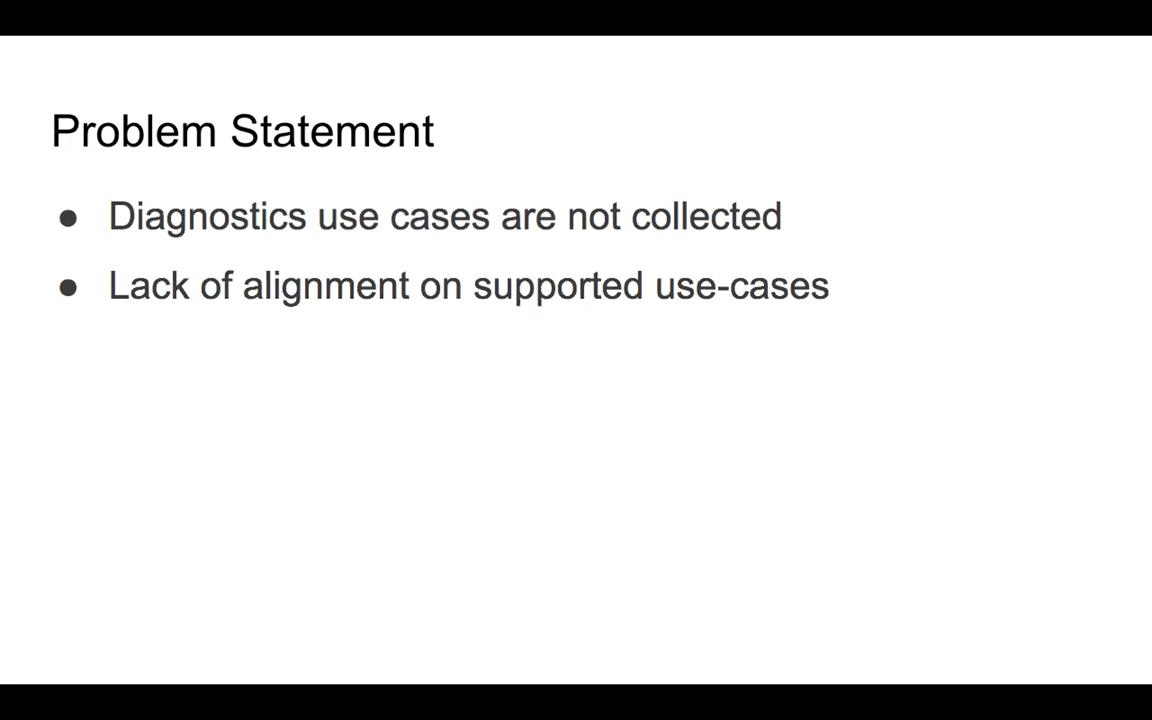 Problem Statement
● Diagnostics use cases are not collected
● Lack of alignment on supported use-cases